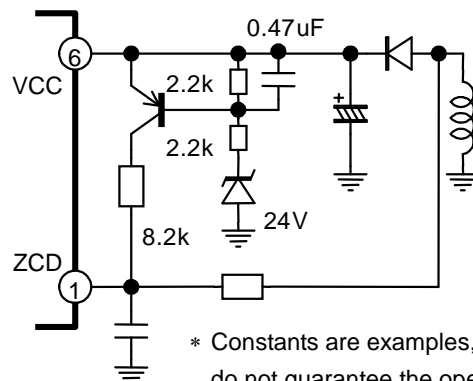 0.47uF
6
VCC
2.2k
+
2.2k
24V
8.2k
ZCD
1
* Constants are examples,
do not guarantee the ope